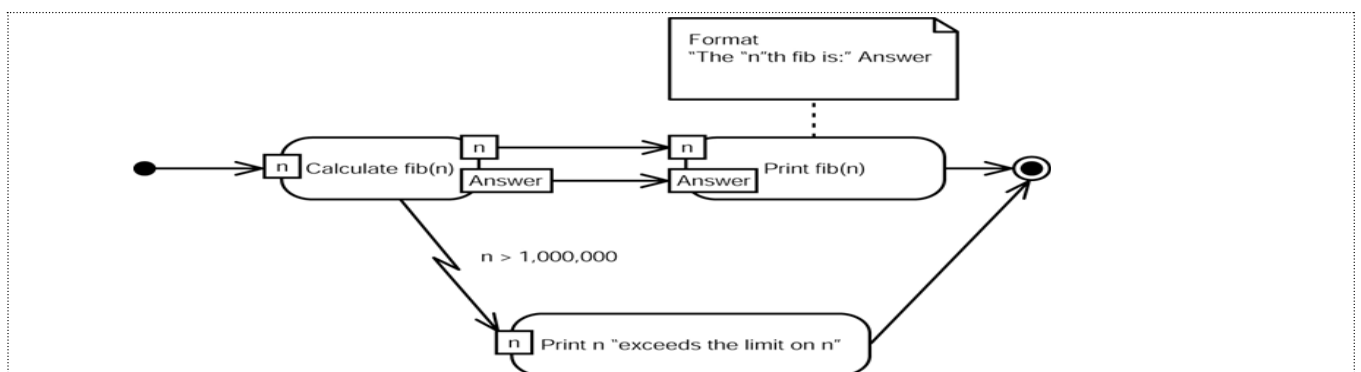 Format
"The "n"th fib is:" Answer
n
n
n Calculate fib(n)
Print fib(n)
Answer
Answer
n > 1,000,000
n Print n "exceeds the limit on n"